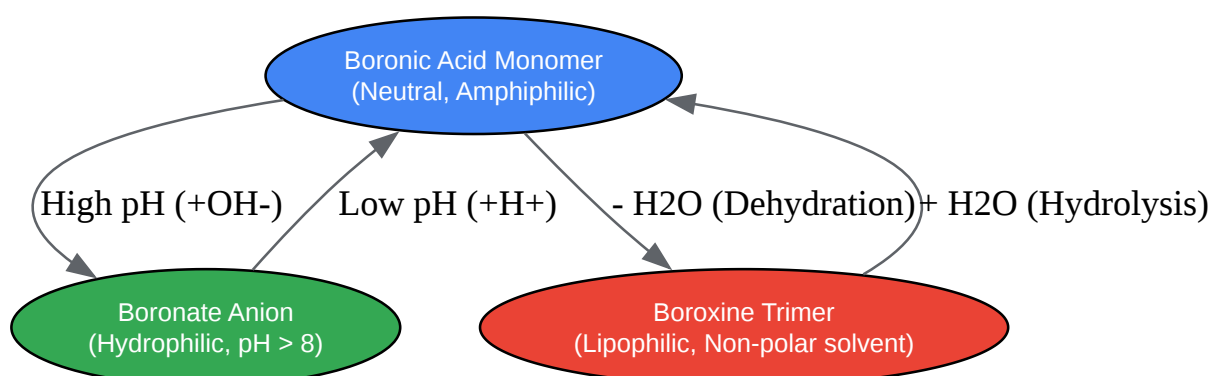 Boronic Acid Monomer
(Neutral, Amphiphilic)
High pH (+OH-)
Low pH (+H+)
- H2O (Dehydration)
+ H2O (Hydrolysis)
Boronate Anion
(Hydrophilic, pH > 8)
Boroxine Trimer
(Lipophilic, Non-polar solvent)